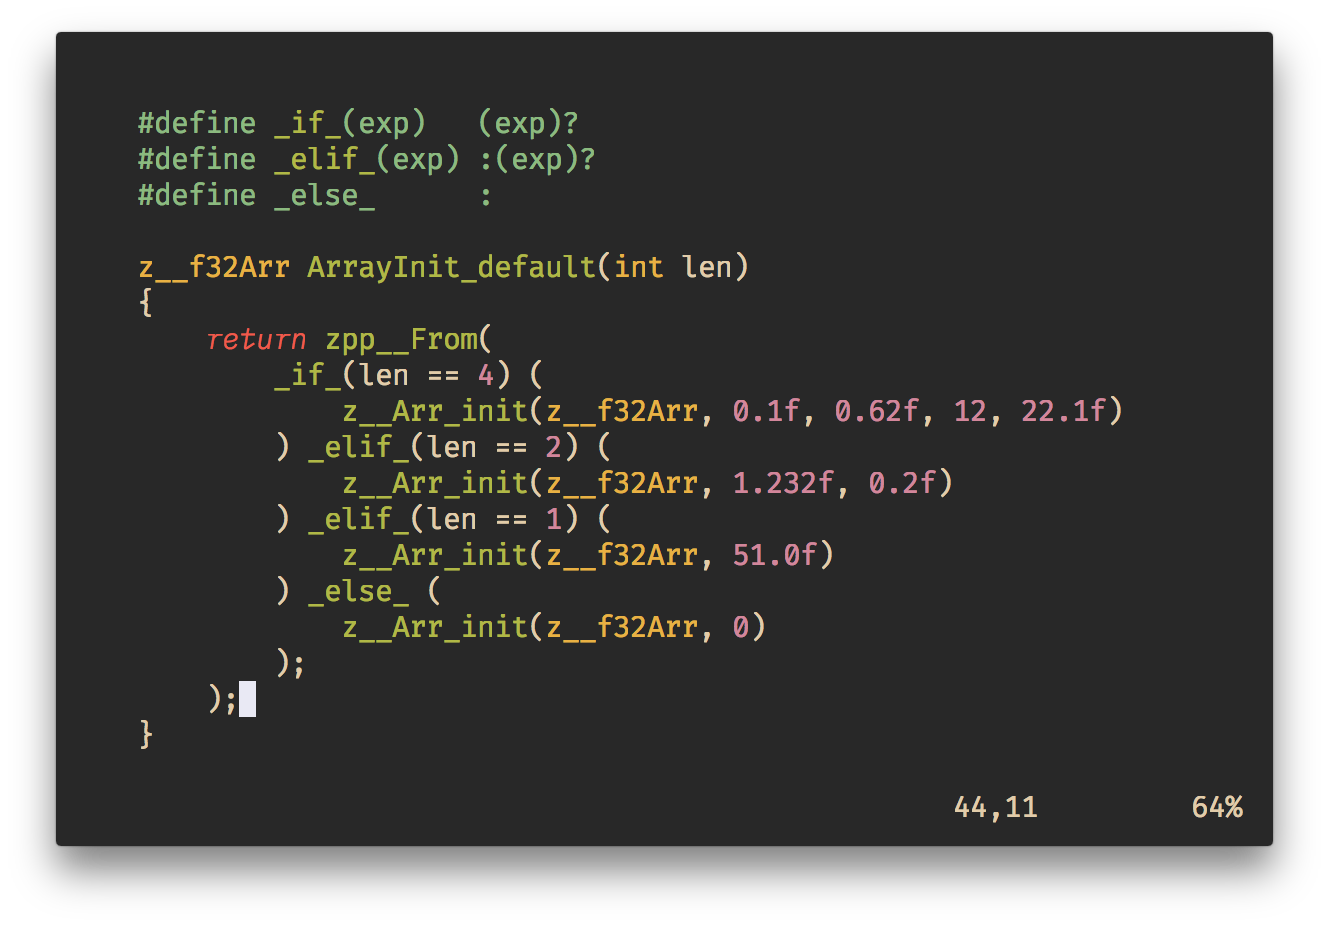 #define _if_(exp)   (exp)?
#define _elif_(exp) :(exp)?
#define _else_      :
z__f32Arr ArrayInit_default(int len)
{
    return zpp__From(
        _if_(len == 4) (
            z__Arr_init(z__f32Arr, 0.1f, 0.62f, 12, 22.1f)
        ) _elif_(len == 2) (
            z__Arr_init(z__f32Arr, 1.232f, 0.2f)
        ) _elif_(len == 1) (
            z__Arr_init(z__f32Arr, 51.0f)
        ) _else_ (
            z__Arr_init(z__f32Arr, 0)
        );
    );
}
44,11         64%